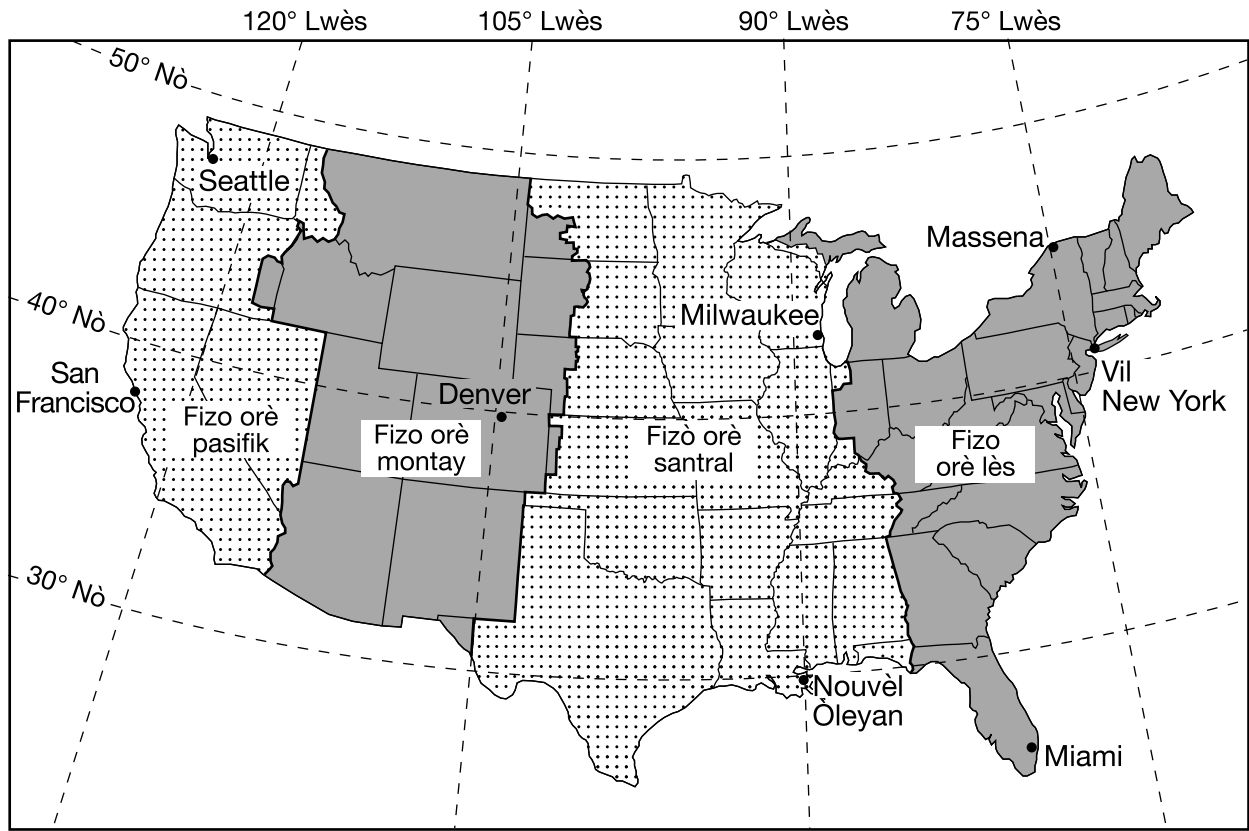 120° Lwès
105° Lwès
90° Lwès
75° Lwès
50° Nò
Seattle
Massena
40° Nò
Milwaukee
San
Francisco
Vil
New York
Denver
Fizo orè
pasifik
Fizo orè
montay
Fizò orè
santral
Fizo
orè lès
30° Nò
Nouvèl
Òleyan
Miami